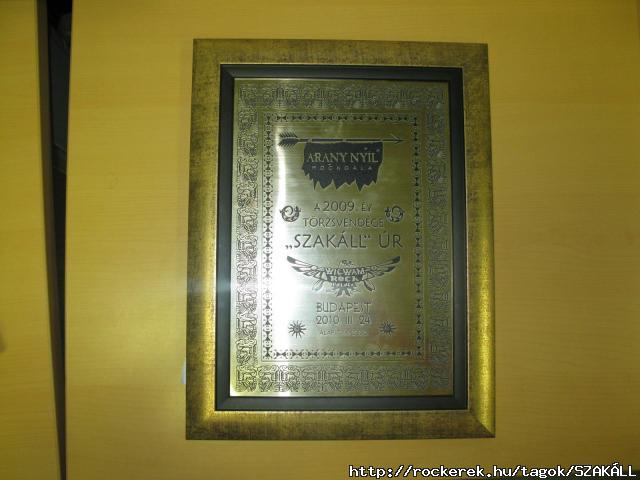 ARANY NYÍL
A 2009. ÉV
TÖRZSVENDÉGE
„SZAKÁLL" ÚR
WIGWAM
ROCK
BUDAPEST
2010 III 24
http://rockerek.hu/tagok/SZAKÁLL